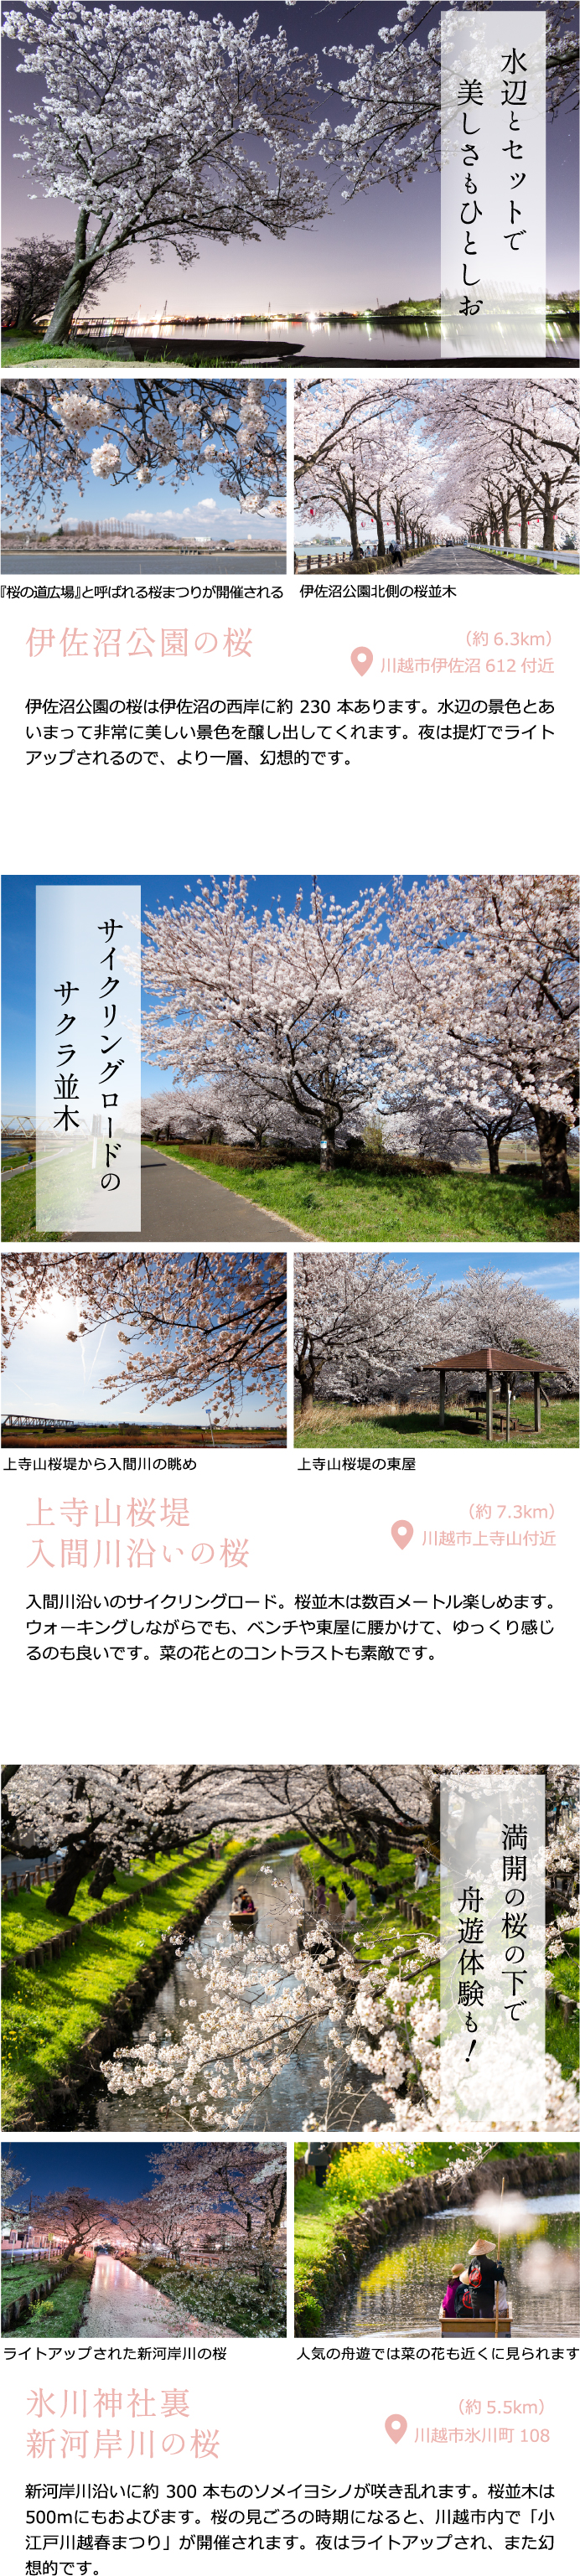 水辺とセットで
美しさもひとしお
『桜の道広場』と呼ばれる桜まつりが開催される
伊佐沼公園北側の桜並木
伊佐沼公園の桜
（約 6.3km）
川越市伊佐沼 612 付近
伊佐沼公園の桜は伊佐沼の西岸に約 230 本あります。水辺の景色とあ
いまって非常に美しい景色を醸し出してくれます。夜は提灯でライト
アップされるので、より一層、幻想的です。
サイクリングロードの
サクラ並木
上寺山桜堤から入間川の眺め
上寺山桜堤の東屋
上寺山桜堤
入間川沿いの桜
（約 7.3km）
川越市上寺山付近
入間川沿いのサイクリングロード。桜並木は数百メートル楽しめます。
ウォーキングしながらでも、ベンチや東屋に腰かけて、ゆっくり感じ
るのも良いです。菜の花とのコントラストも素敵です。
満開の桜の下で
舟遊体験も！
ライトアップされた新河岸川の桜
人気の舟遊では菜の花も近くに見られます
氷川神社裏
新河岸川の桜
（約 5.5km）
川越市氷川町 108
新河岸川沿いに約 300 本ものソメイヨシノが咲き乱れます。桜並木は
500mにもおよびます。桜の見ごろの時期になると、川越市内で「小
江戸川越春まつり」が開催されます。夜はライトアップされ、また幻
想的です。